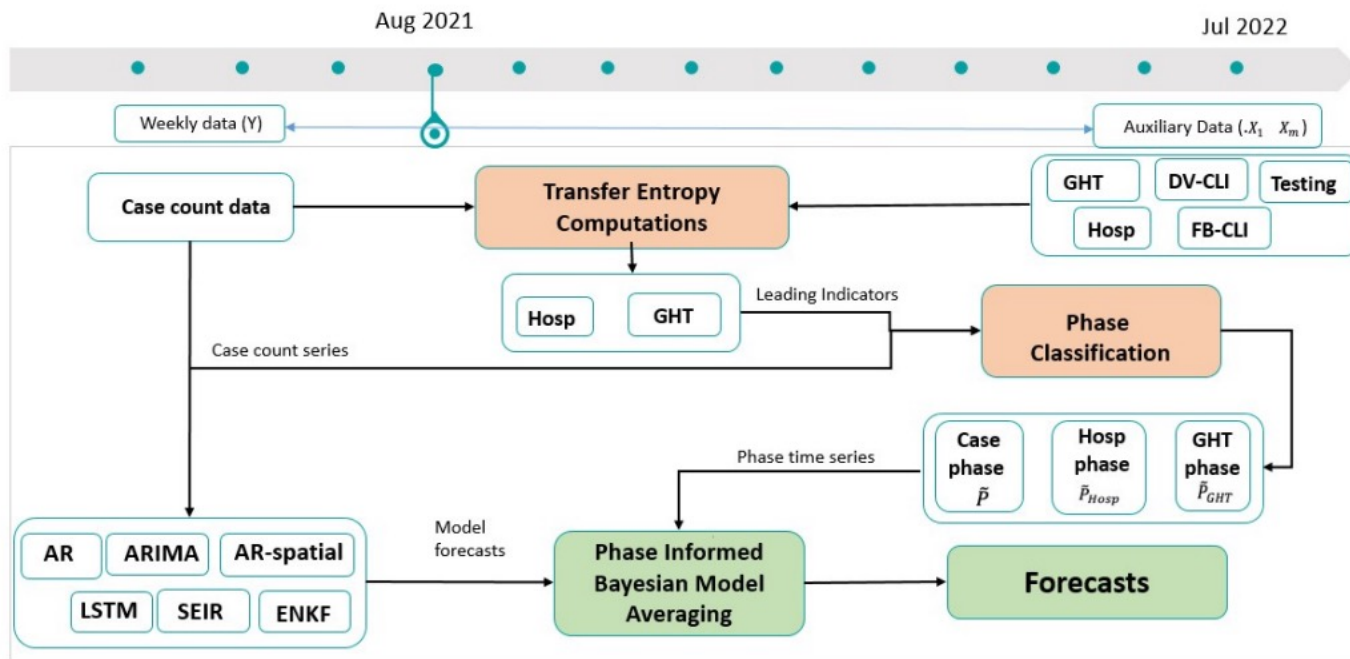 Aug 2021
Jul 2022
Weekly data (Y)
Auxiliary Data (.X₁ Xₘ)
Case count data
Transfer Entropy
Computations
GHT
DV-CLI
Testing
Hosp
FB-CLI
Hosp
GHT
Leading Indicators
Phase
Classification
Case count series
Case
phase
P̃
Hosp
phase
P̃_Hosp
GHT
phase
P̃_GHT
Phase time series
AR
ARIMA
AR-spatial
LSTM
SEIR
ENKF
Model
forecasts
Phase Informed
Bayesian Model
Averaging
Forecasts